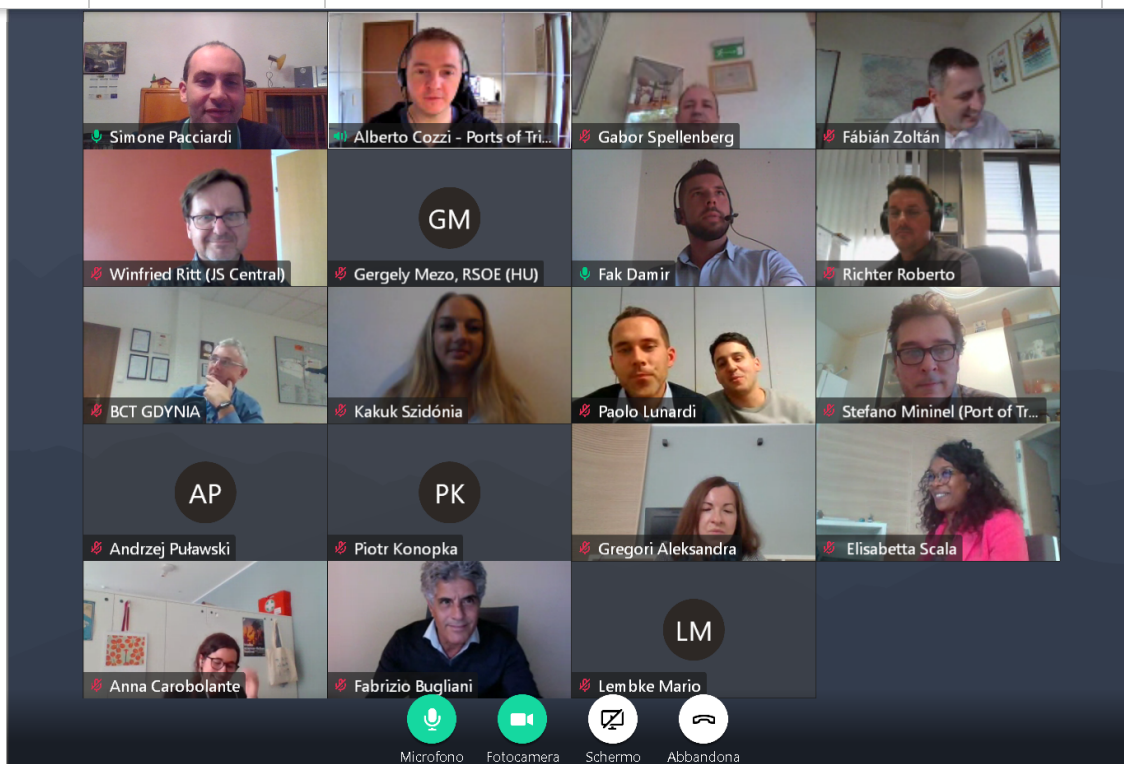 Simone Pacciardi
Alberto Cozzi - Ports of Tri...
Gabor Spellenberg
Fábián Zoltán
Winfried Ritt (JS Central)
GM
Gergely Mezo, RSOE (HU)
Fak Damir
Richter Roberto
BCT GDYNIA
Kakuk Szidónia
Paolo Lunardi
Stefano Mininel (Port of Tr...
AP
Andrzej Puławski
PK
Piotr Konopka
Gregori Aleksandra
Elisabetta Scala
Anna Carobolante
Fabrizio Bugliani
LM
Lembke Mario
Microfono
Fotocamera
Schermo
Abbandona